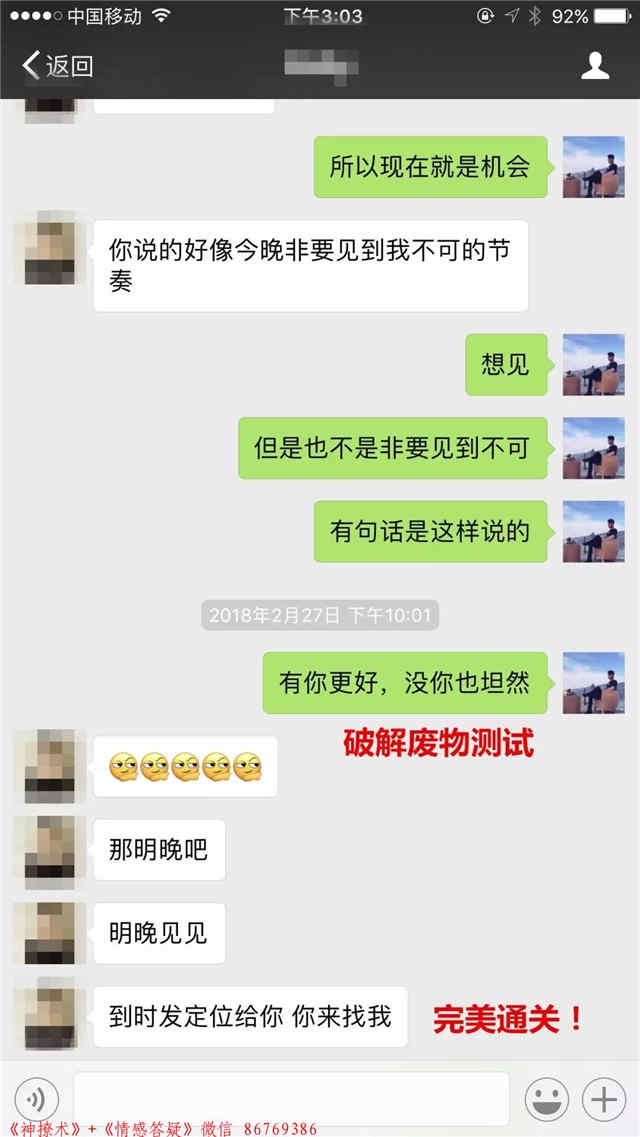 中国移动 下午3:03 92%
返回
所以现在就是机会
你说的好像今晚非要见到我不可的节
奏
想见
但是也不是非要见到不可
有句话是这样说的
2018年2月27日 下午10:01
有你更好，没你也坦然
破解废物测试
那明晚吧
明晚见见
到时发定位给你 你来找我
完美通关！
《神撩术》+《情感答疑》微信 86769386